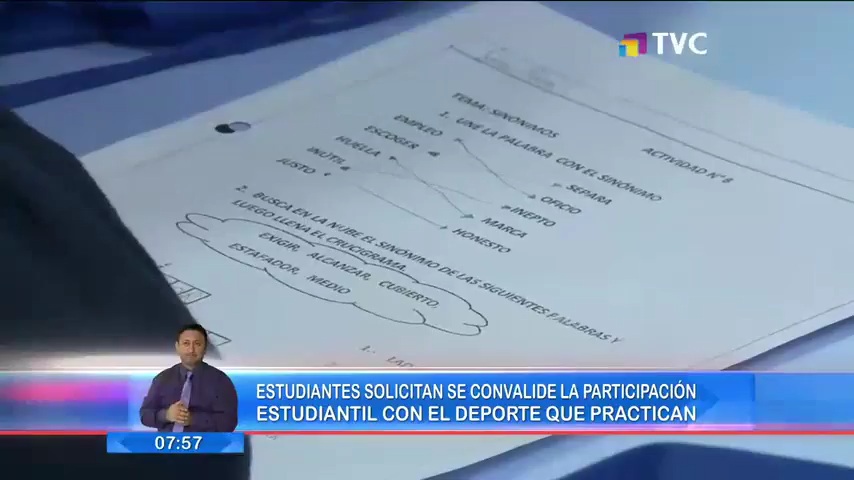 TVC
ACTIVIDAD N° 8
TEMA: SINÓNIMOS
1. UNE LA PALABRA CON EL SINÓNIMO
EMPLEO
ESCOGER
HUELLA
INUTIL
JUSTO
SEPARA
OFICIO
INEPTO
MARCA
HONESTO
2. BUSCA EN LA NUBE EL SINÓNIMO DE LAS SIGUIENTES PALABRAS Y
LUEGO LLENA EL CRUCIGRAMA.
EXIGIR, ALCANZAR, CUBIERTO,
ESTAFADOR, MEDIO
1.
ESTUDIANTES SOLICITAN SE CONVALIDE LA PARTICIPACIÓN
ESTUDIANTIL CON EL DEPORTE QUE PRACTICAN
07:57